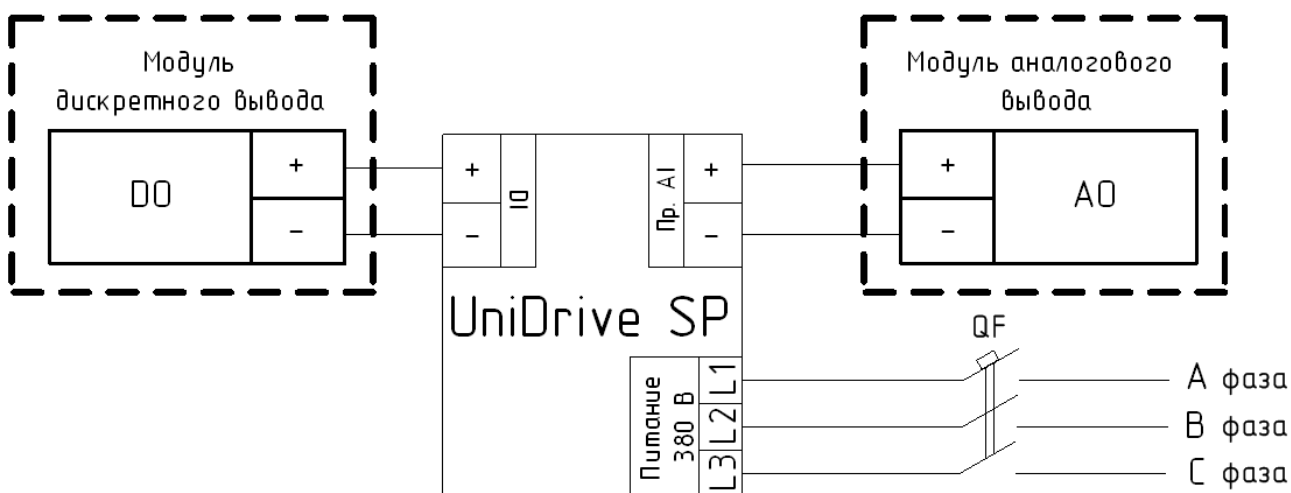 Модуль
дискретного вывода
DO
+
-
+
-
DI
Пр. AI
+
-
Модуль аналогового
вывода
+
-
AO
UniDrive SP
Питание
380 В
L1
L2
L3
QF
A фаза
B фаза
C фаза